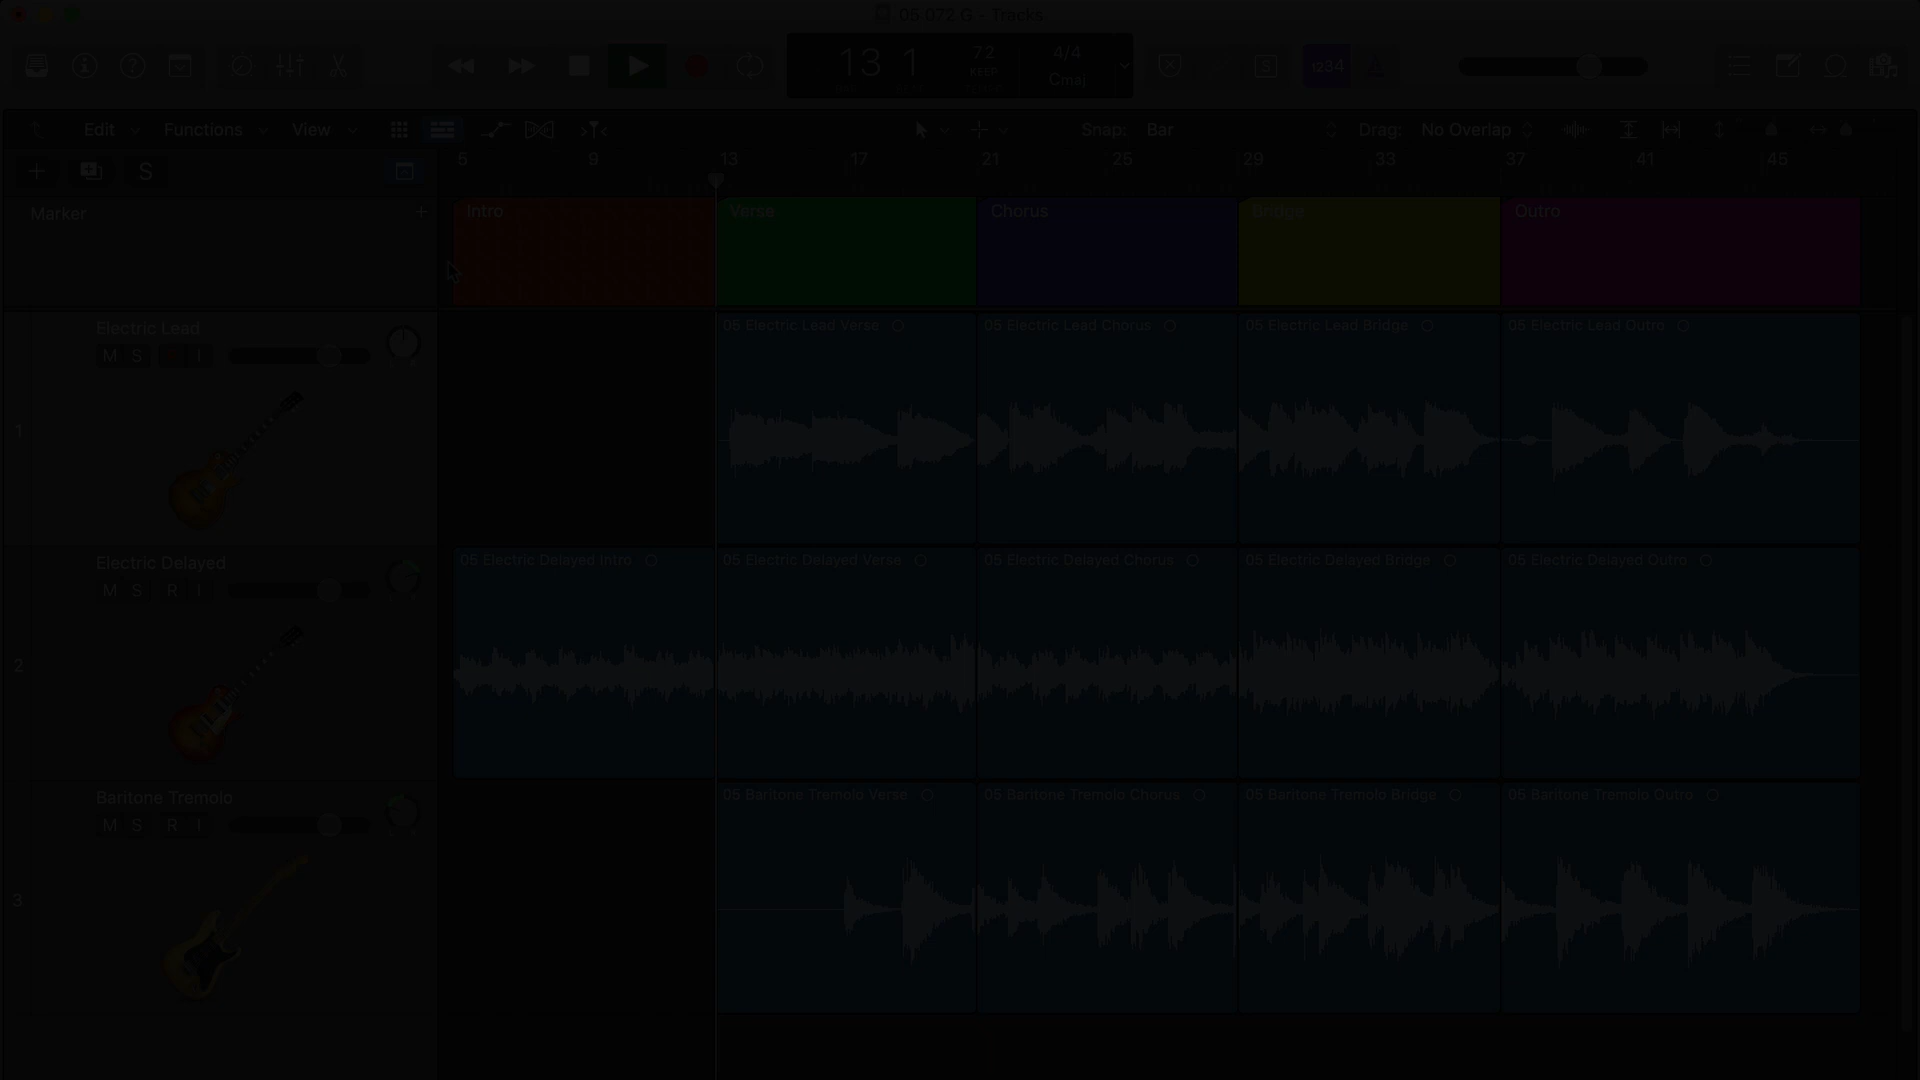 05 072 G - Tracks
13 1
72
KEEP
4/4
Cmaj
S
1234
Edit
Functions
View
Snap: Bar
Drag: No Overlap
S
5 9 13 17 21 25 29 33 37 41 45
Marker
Intro
Verse
Chorus
Bridge
Outro
1
Electric Lead
M S I
05 Electric Lead Verse
05 Electric Lead Chorus
05 Electric Lead Bridge
05 Electric Lead Outro
2
Electric Delayed
M S R I
05 Electric Delayed Intro
05 Electric Delayed Verse
05 Electric Delayed Chorus
05 Electric Delayed Bridge
05 Electric Delayed Outro
3
Baritone Tremolo
M S R I
05 Baritone Tremolo Verse
05 Baritone Tremolo Chorus
05 Baritone Tremolo Bridge
05 Baritone Tremolo Outro